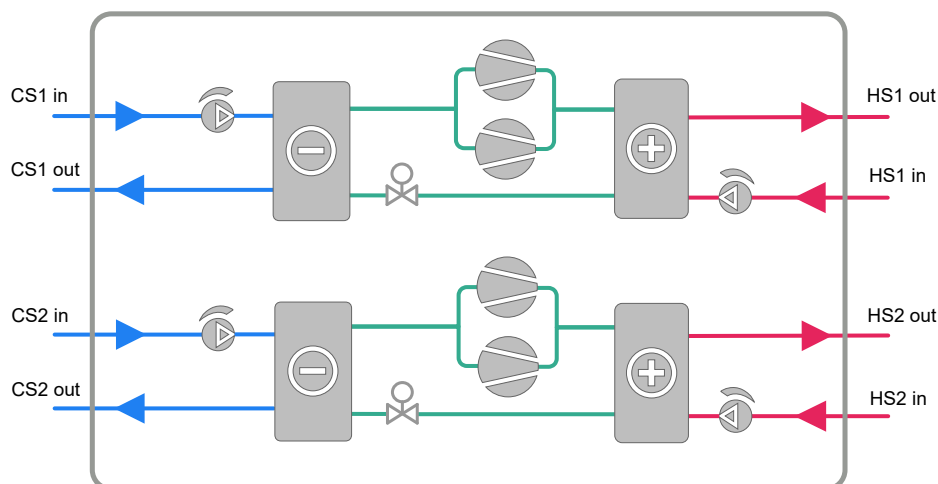 CS1 in
HS1 out
CS1 out
HS1 in
CS2 in
HS2 out
CS2 out
HS2 in